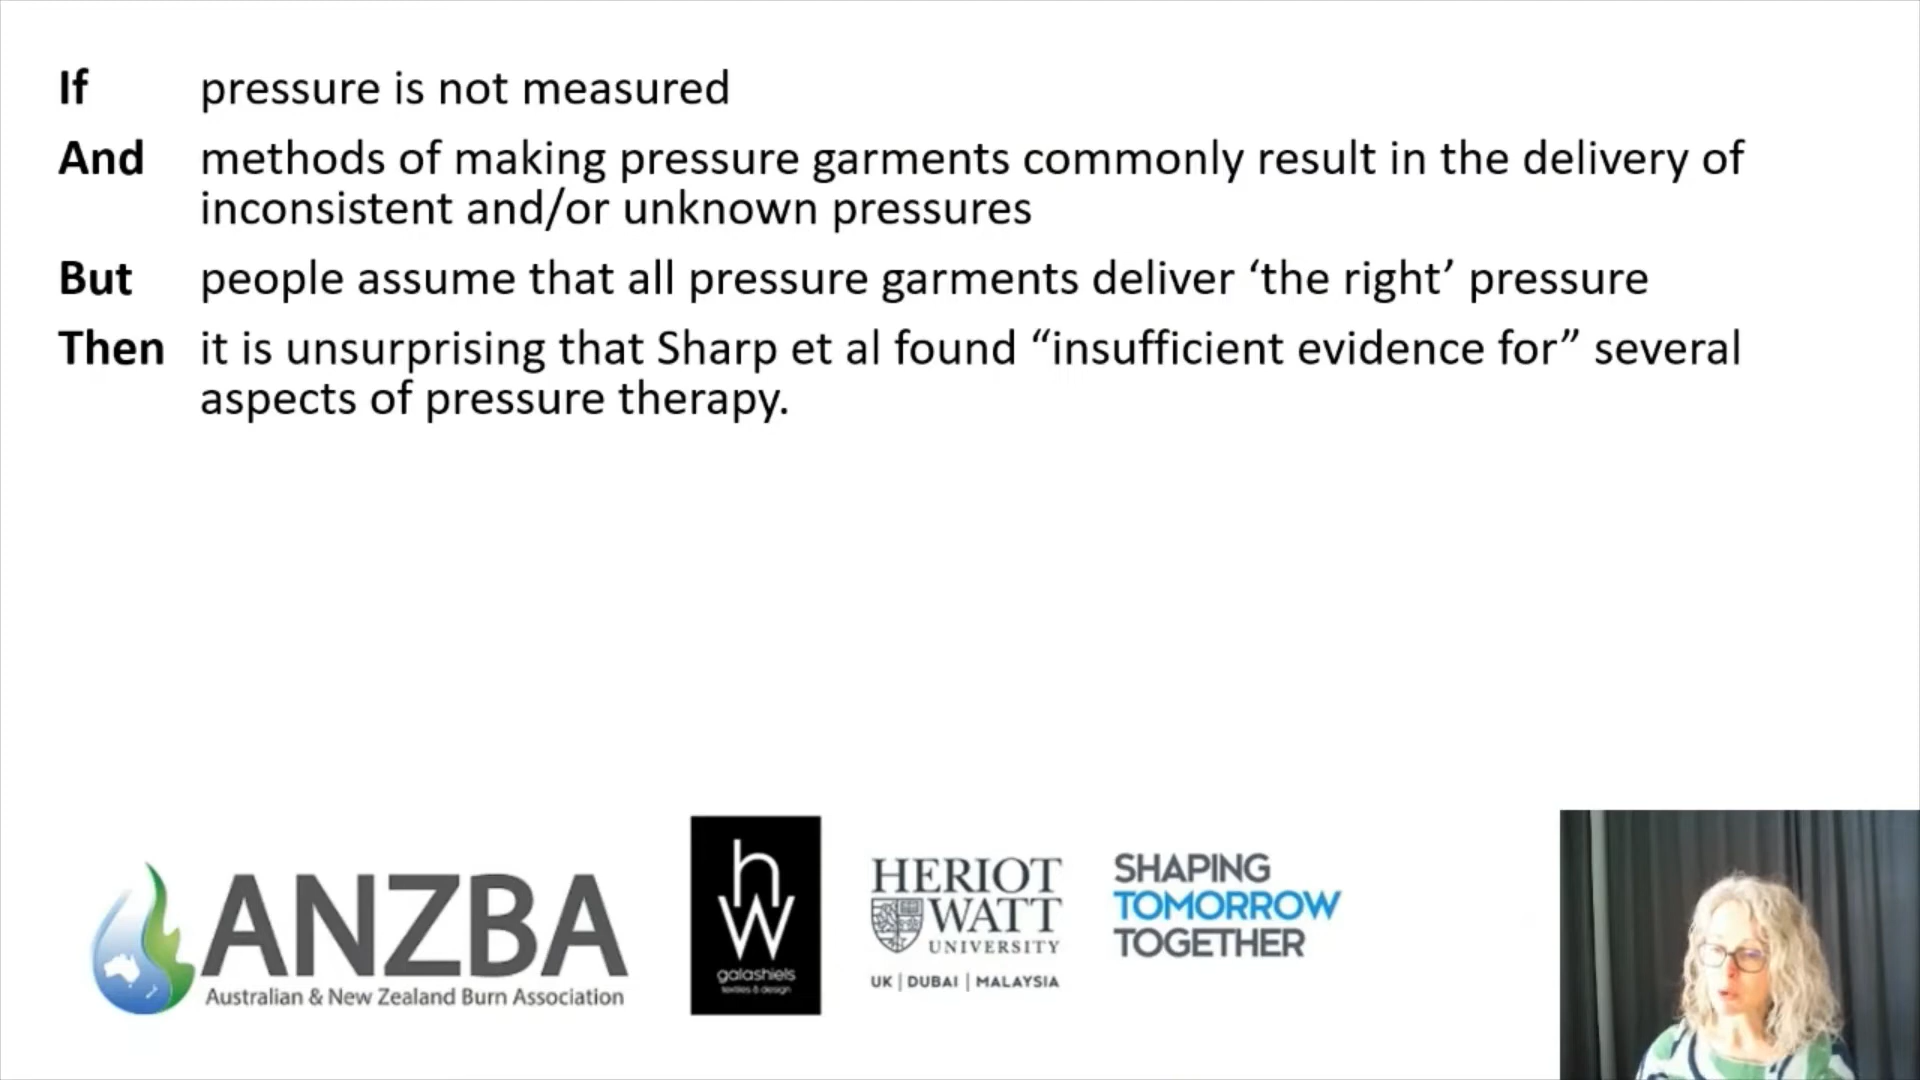 If pressure is not measured
And methods of making pressure garments commonly result in the delivery of
inconsistent and/or unknown pressures
But people assume that all pressure garments deliver ‘the right’ pressure
Then it is unsurprising that Sharp et al found “insufficient evidence for” several
aspects of pressure therapy.
ANZBA
Australian & New Zealand Burn Association
hw
galashiels
textiles & design
HERIOT
WATT
UNIVERSITY
UK | DUBAI | MALAYSIA
SHAPING
TOMORROW
TOGETHER